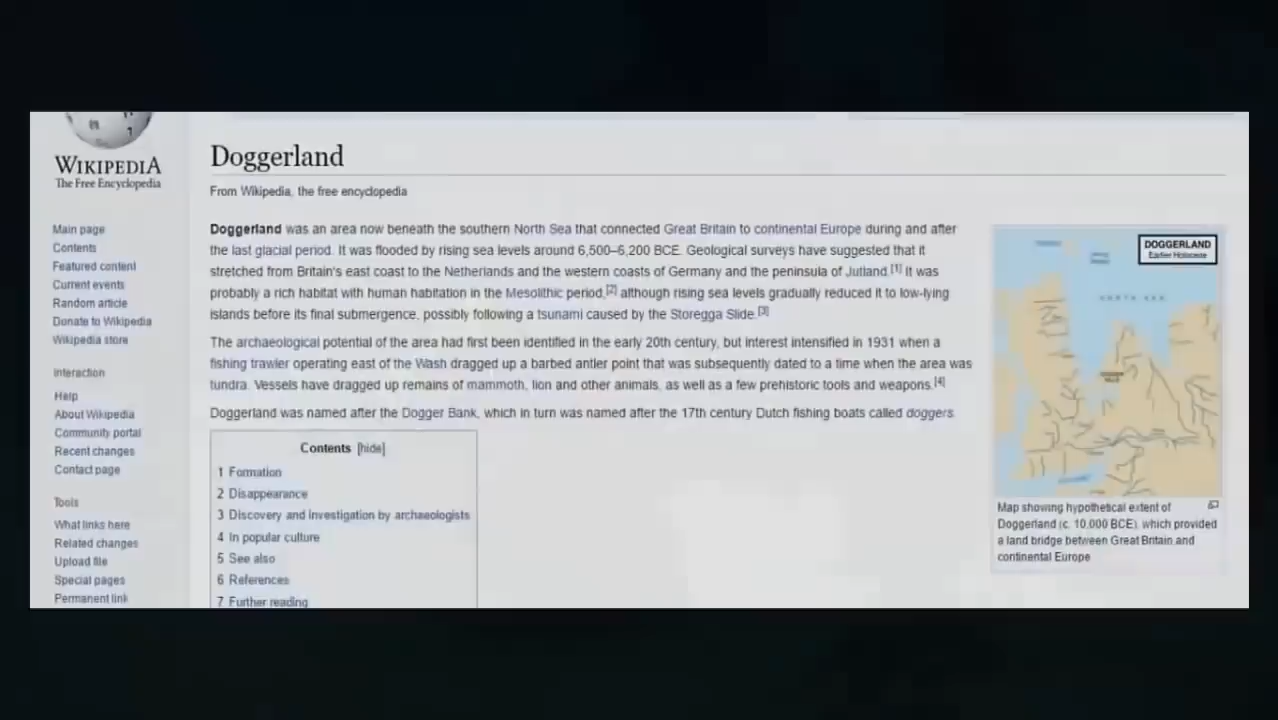 WIKIPEDIA
The Free Encyclopedia
Main page
Contents
Featured content
Current events
Random article
Donate to Wikipedia
Wikipedia store
Interaction
Help
About Wikipedia
Community portal
Recent changes
Contact page
Tools
What links here
Related changes
Upload file
Special pages
Permanent link
Doggerland
From Wikipedia, the free encyclopedia
Doggerland was an area now beneath the southern North Sea that connected Great Britain to continental Europe during and after
the last glacial period. It was flooded by rising sea levels around 6,500–6,200 BCE. Geological surveys have suggested that it
stretched from Britain's east coast to the Netherlands and the western coasts of Germany and the peninsula of Jutland.[1] It was
probably a rich habitat with human habitation in the Mesolithic period,[2] although rising sea levels gradually reduced it to low-lying
islands before its final submergence, possibly following a tsunami caused by the Storegga Slide.[3]
The archaeological potential of the area had first been identified in the early 20th century, but interest intensified in 1931 when a
fishing trawler operating east of the Wash dragged up a barbed antler point that was subsequently dated to a time when the area was
tundra. Vessels have dragged up remains of mammoth, lion and other animals, as well as a few prehistoric tools and weapons.[4]
Doggerland was named after the Dogger Bank, which in turn was named after the 17th century Dutch fishing boats called doggers.
Contents [hide]
1 Formation
2 Disappearance
3 Discovery and investigation by archaeologists
4 In popular culture
5 See also
6 References
7 Further reading
DOGGERLAND
Earlier Holocene
NORTH SEA
Map showing hypothetical extent of
Doggerland (c. 10,000 BCE), which provided
a land bridge between Great Britain and
continental Europe